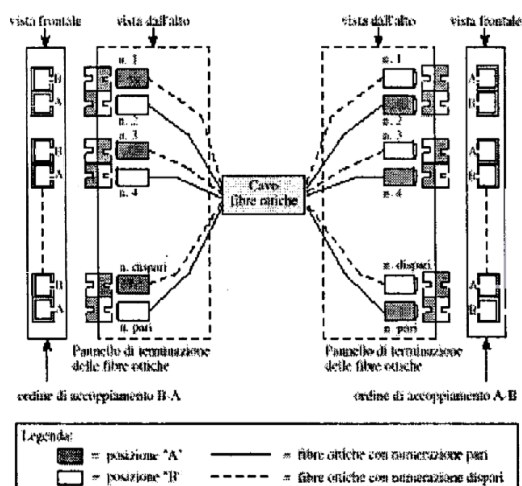 vista frontale
vista dall'alto
vista dall'alto
vista frontale
n. 1
n. 1
B
A
A
n. 2
n. 2
n. 3
n. 3
B
A
A
B
n. 4
n. 4
Cavo
fibre ottiche
n. dispari
n. dispari
B
A
A
B
n. pari
n. pari
Pannello di terminazione
delle fibre ottiche
Pannello di terminazione
delle fibre ottiche
ordine di accoppiamento B-A
ordine di accoppiamento A-B
Legenda:
= posizione "A"
= fibre ottiche con numerazione pari
= posizione "B"
= fibre ottiche con numerazione dispari